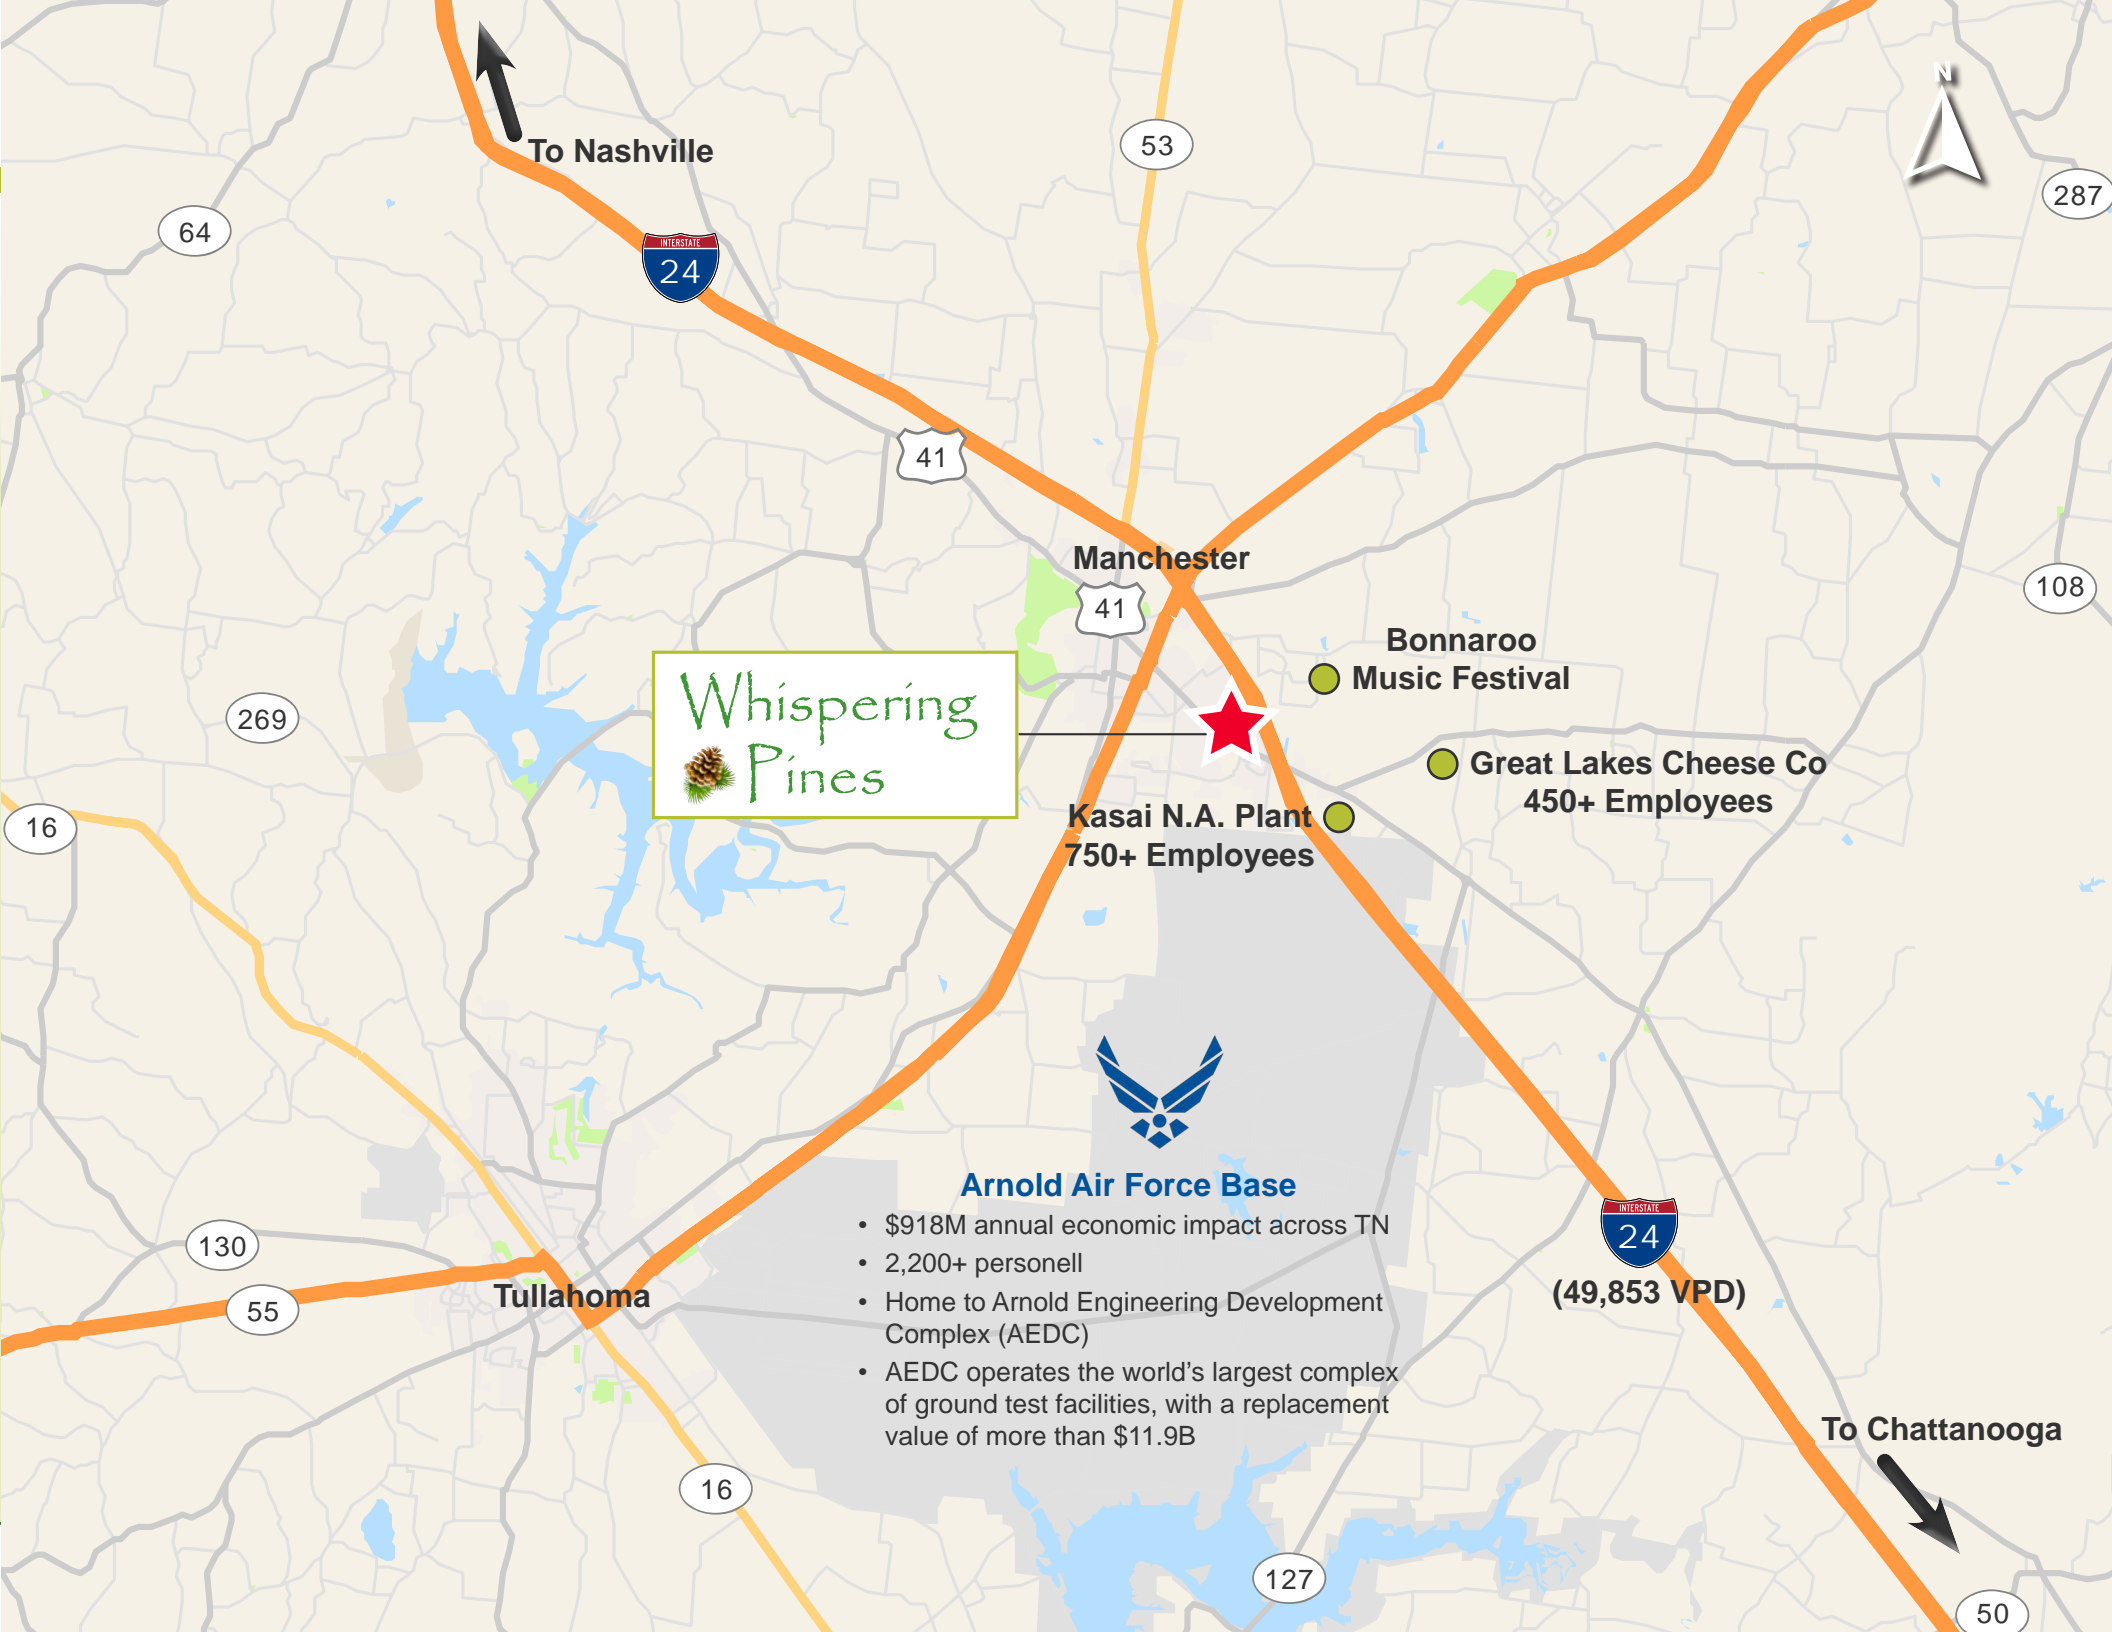 To Nashville
N
53
287
64
INTERSTATE
24
41
Manchester
41
108
Bonnaroo
Music Festival
Whispering
Pines
269
Great Lakes Cheese Co
450+ Employees
Kasai N.A. Plant
750+ Employees
16
Arnold Air Force Base
• $918M annual economic impact across TN
• 2,200+ personell
• Home to Arnold Engineering Development
Complex (AEDC)
• AEDC operates the world's largest complex
of ground test facilities, with a replacement
value of more than $11.9B
INTERSTATE
24
(49,853 VPD)
130
55
Tullahoma
To Chattanooga
16
127
50